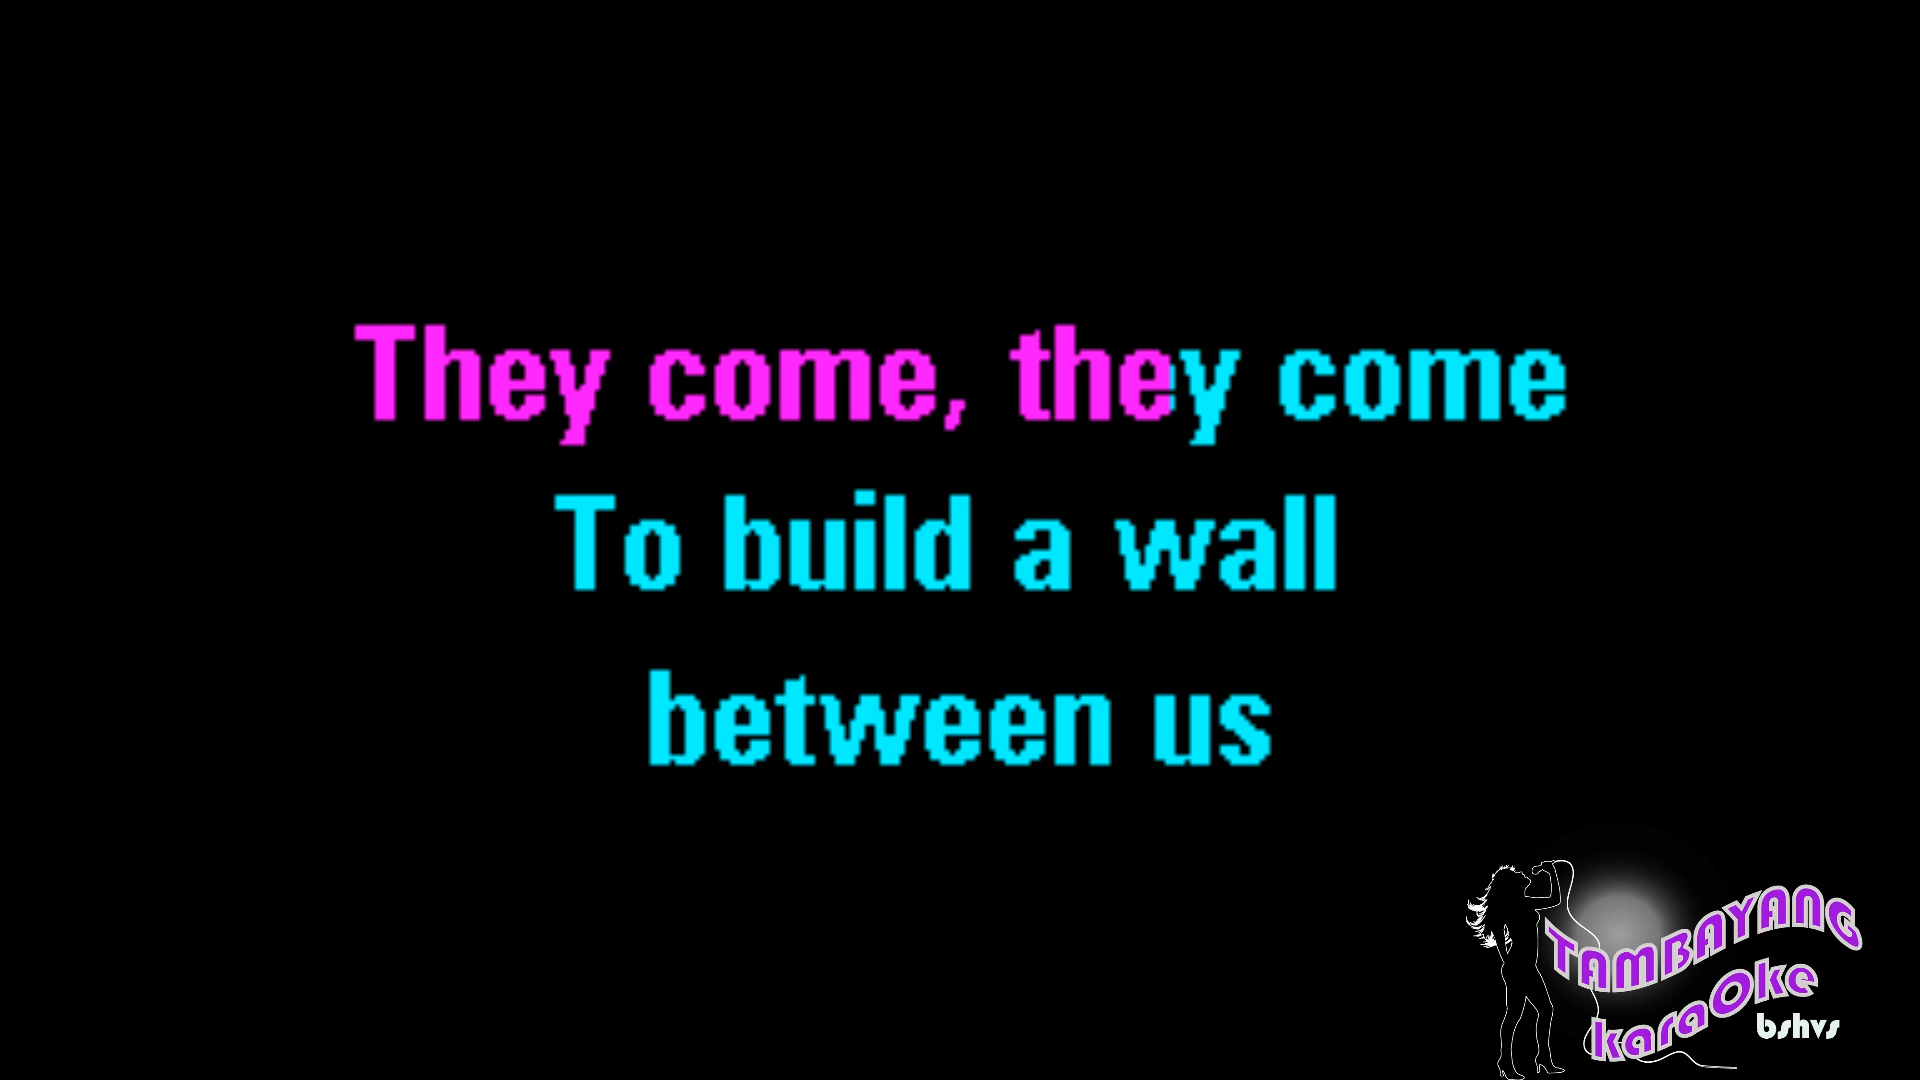 They come, they come
To build a wall
between us
TAMBAYANG
karaOke
bshvs